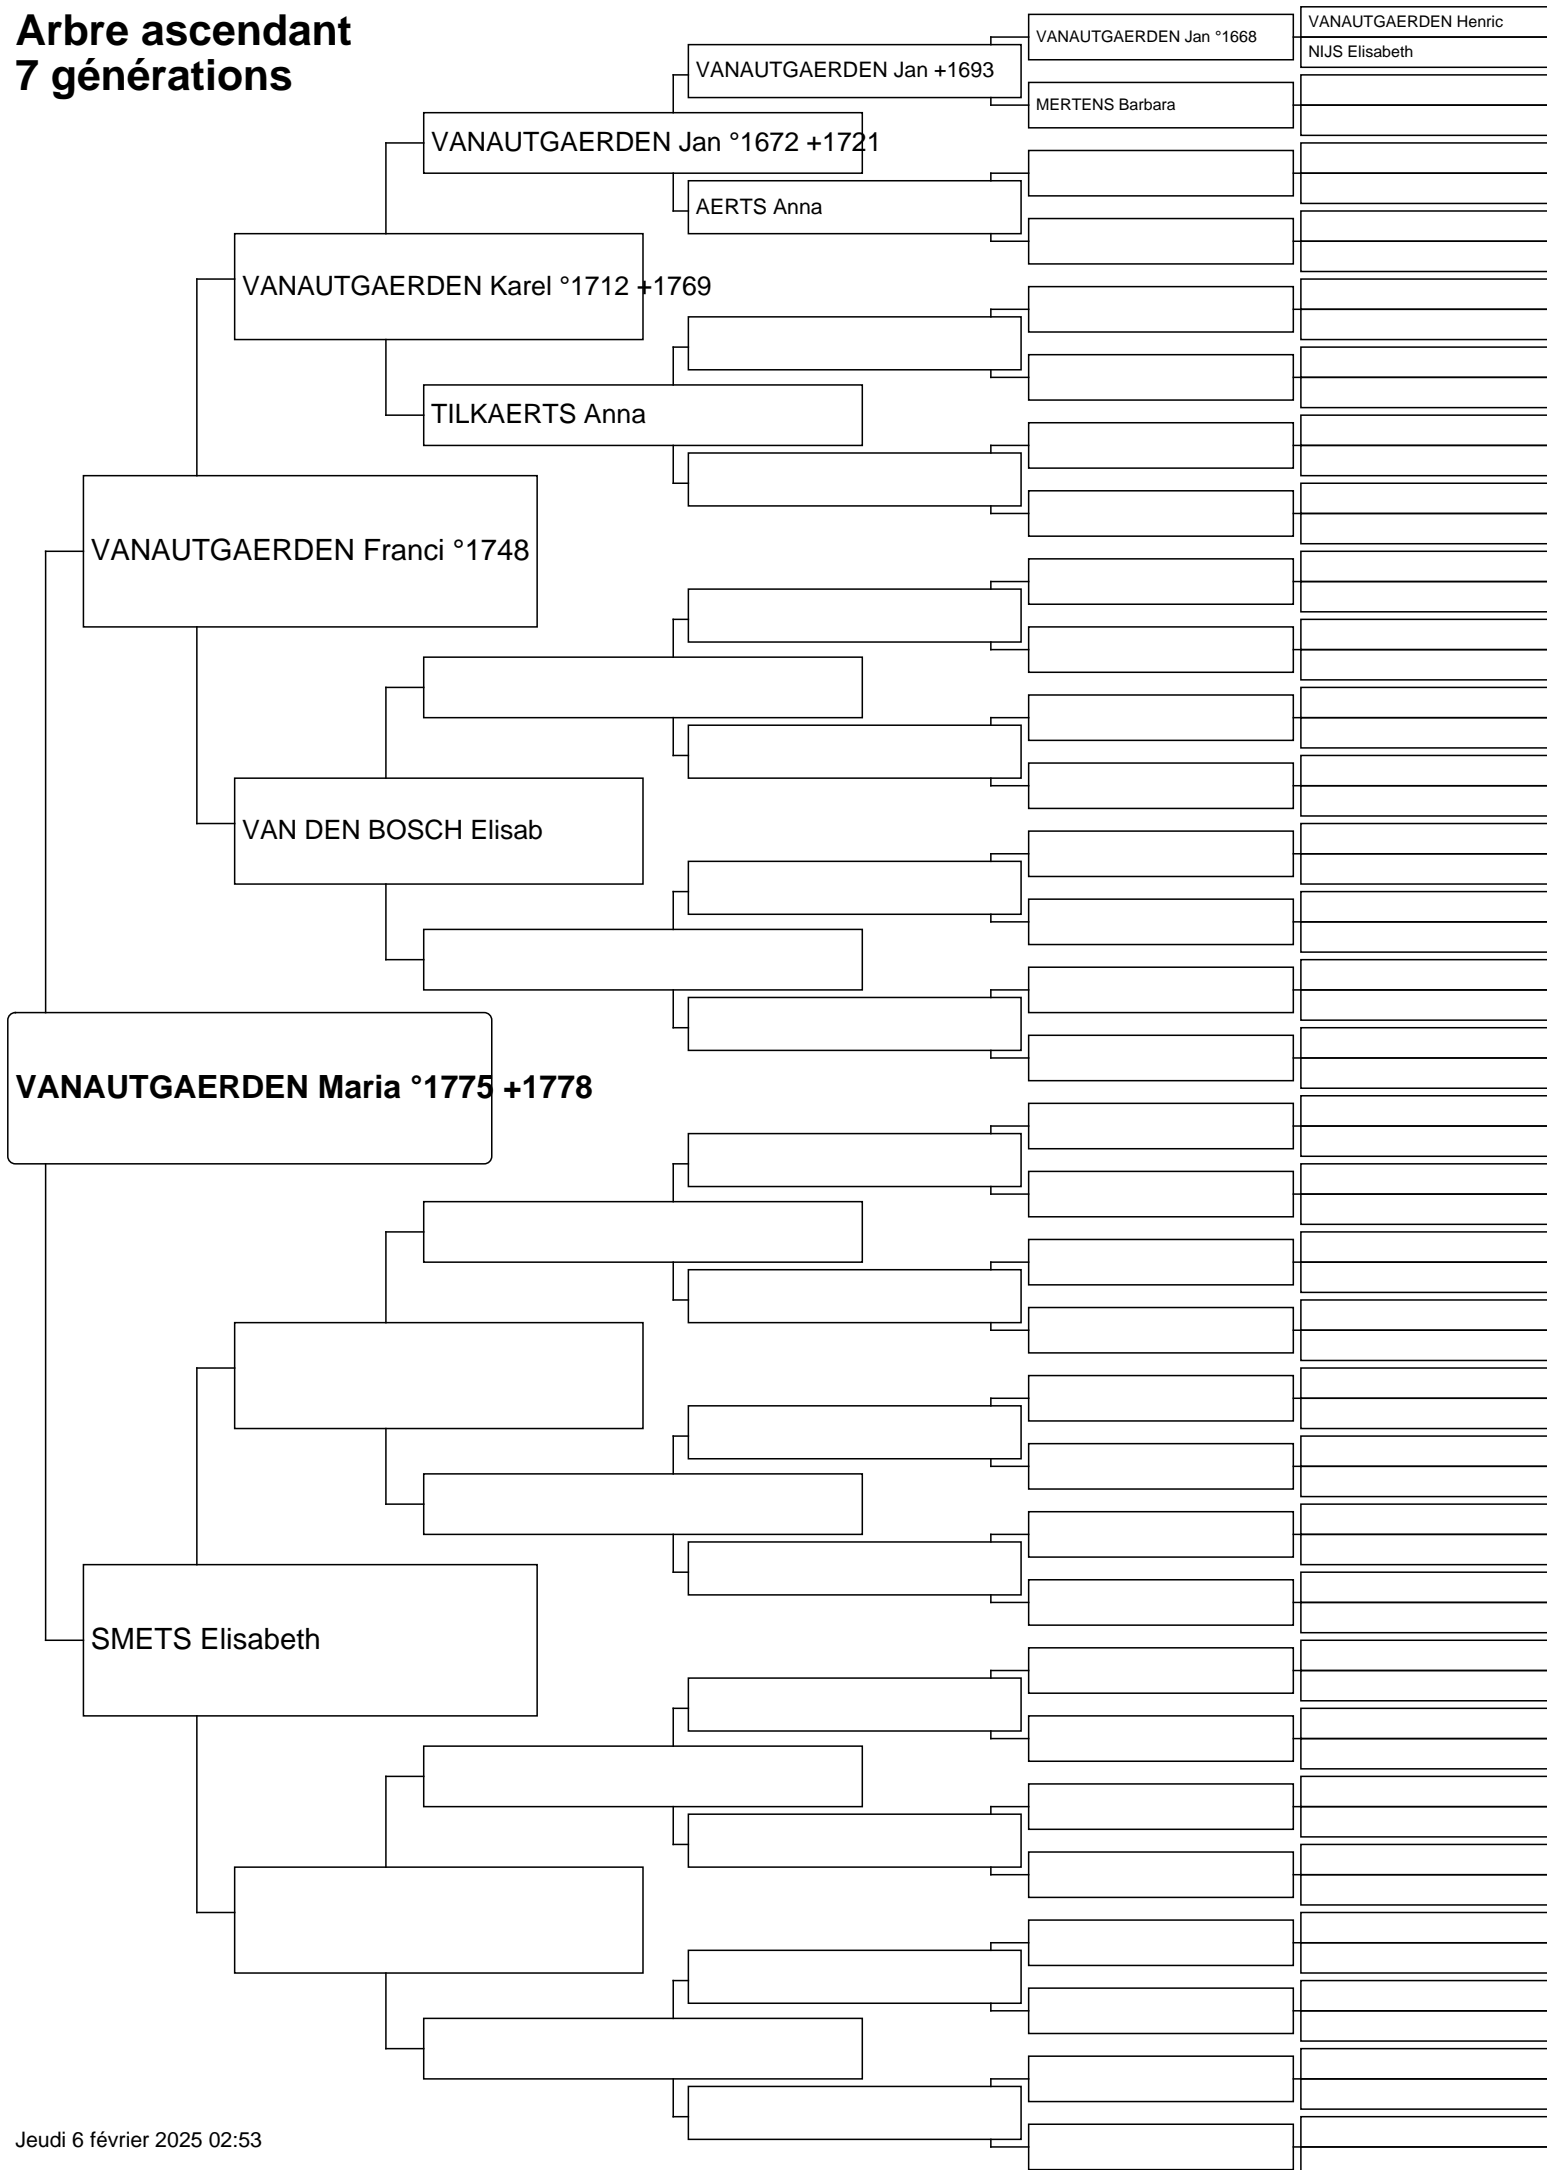 Arbre ascendant
7 générations
VANAUTGAERDEN Henric
VANAUTGAERDEN Jan °1668
NIJS Elisabeth
VANAUTGAERDEN Jan +1693
MERTENS Barbara
VANAUTGAERDEN Jan °1672 +1721
AERTS Anna
VANAUTGAERDEN Karel °1712 +1769
TILKAERTS Anna
VANAUTGAERDEN Franci °1748
VAN DEN BOSCH Elisab
VANAUTGAERDEN Maria °1775 +1778
SMETS Elisabeth
Jeudi 6 février 2025 02:53